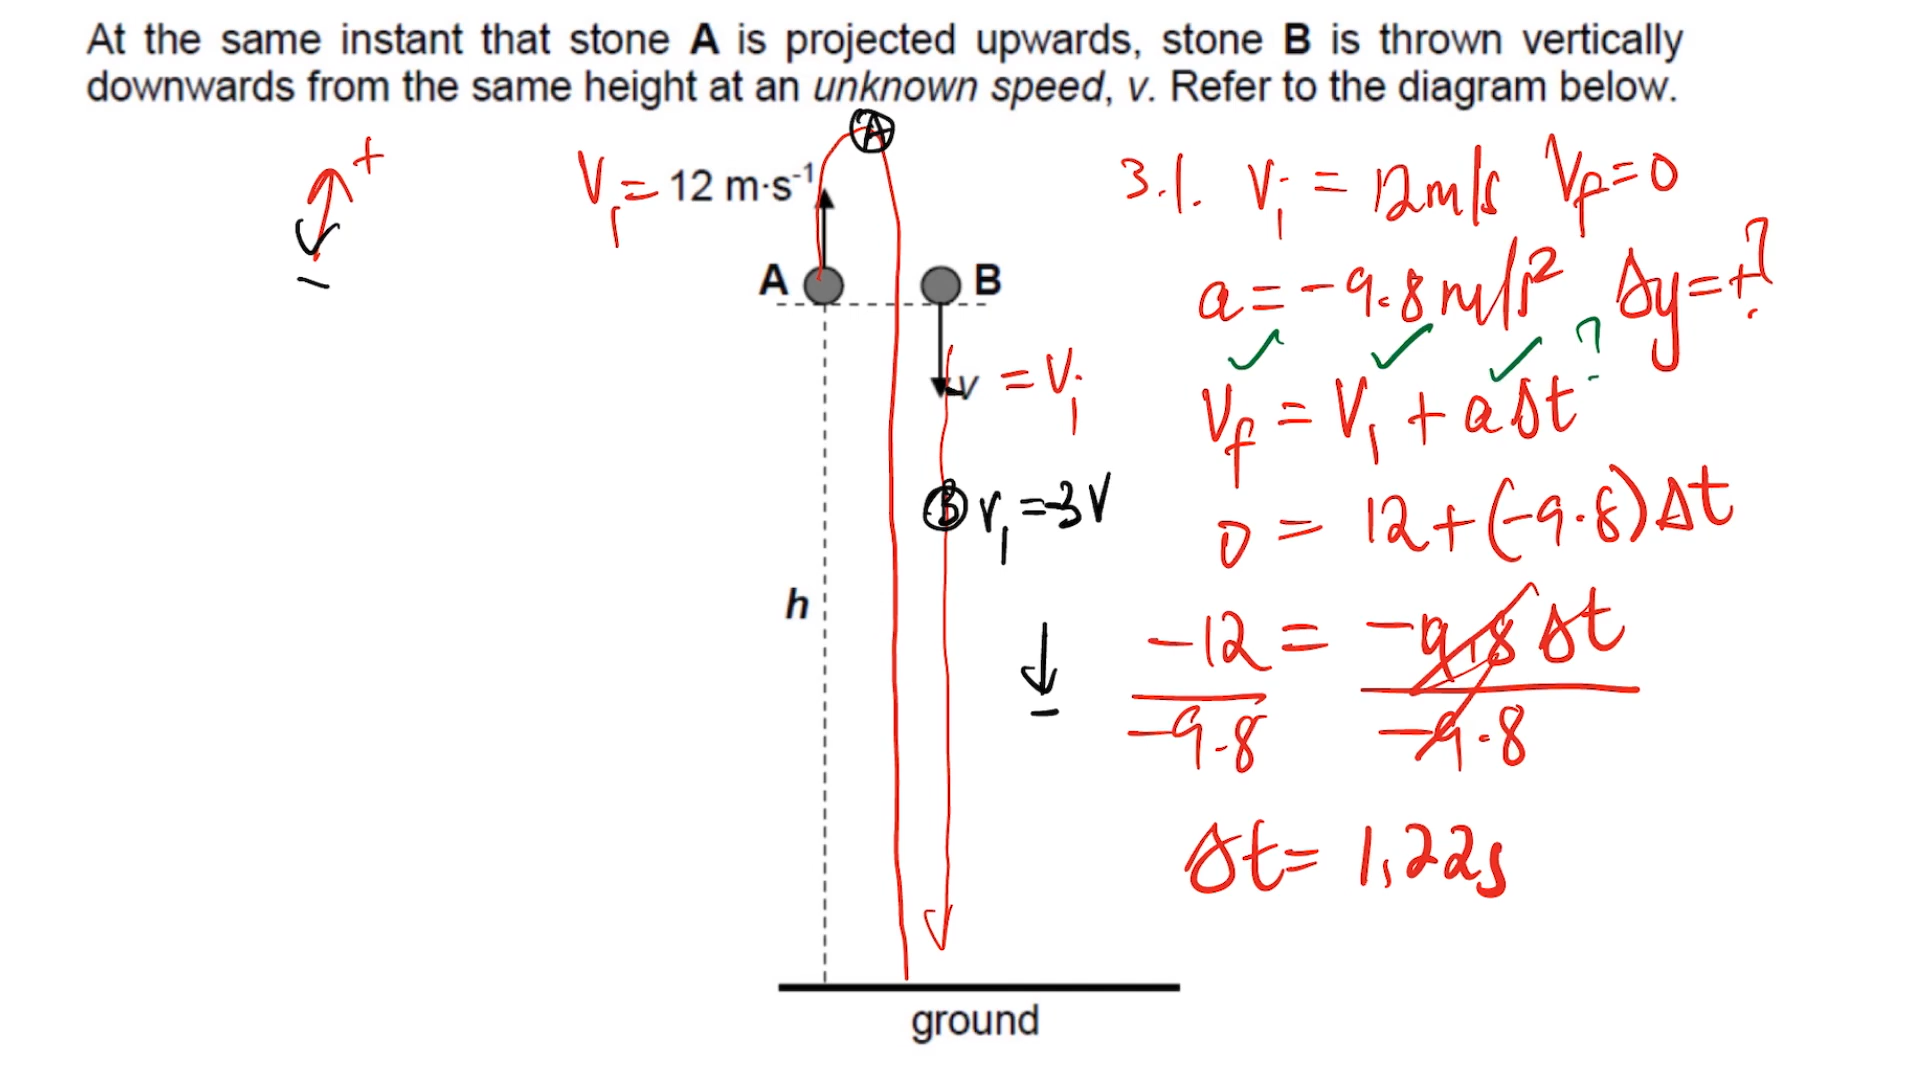 At the same instant that stone A is projected upwards, stone B is thrown vertically
downwards from the same height at an unknown speed, v. Refer to the diagram below.
+
−
Vi = 12 m·s⁻¹
A
A
B
v = Vi
B Vi = -3V
h
−
ground
3.1. Vi = 12m/s Vf = 0
a = -9.8m/s² Δy = +?
✓ ✓ ✓ ?
Vf = Vi + aΔt
0 = 12 + (-9.8)Δt
-12 = -9.8Δt
-9.8 -9.8
Δt = 1,22s